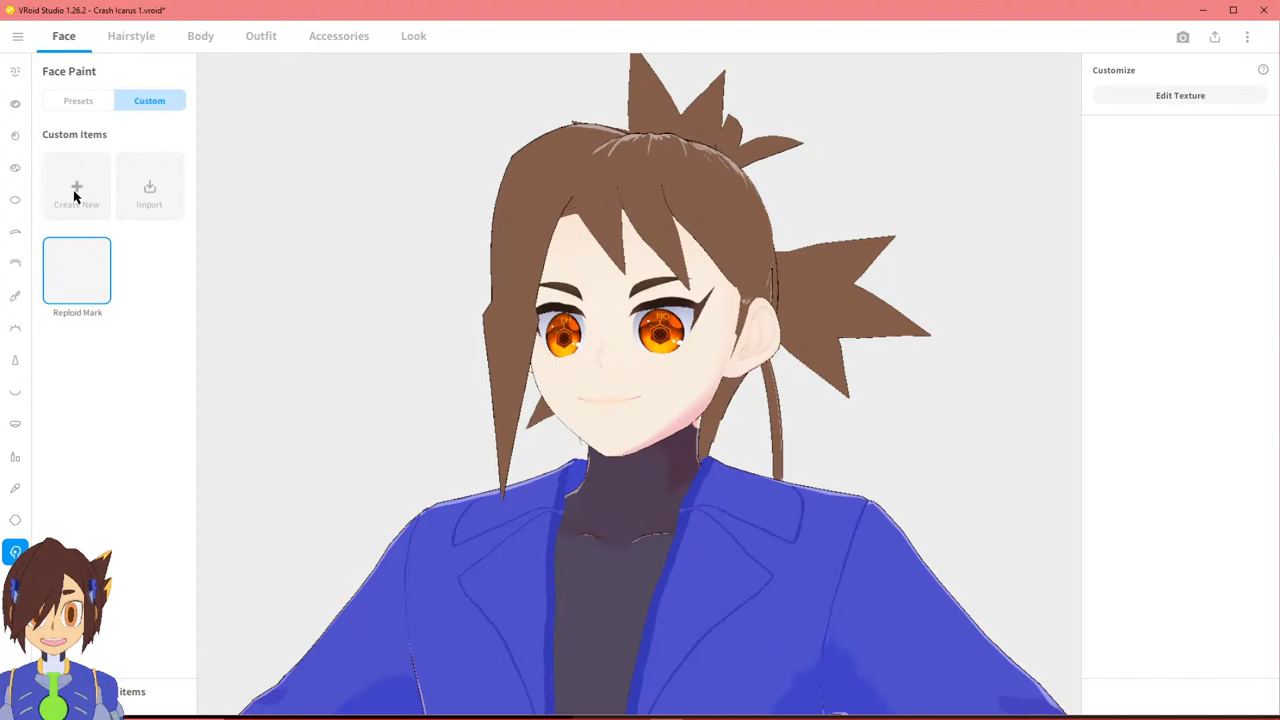 VRoid Studio 1.26.2 - Crash Icarus 1.vroid*
Face
Hairstyle
Body
Outfit
Accessories
Look
Face Paint
Presets
Custom
Custom Items
Create New
Import
Reploid Mark
items
Customize
Edit Texture
NO